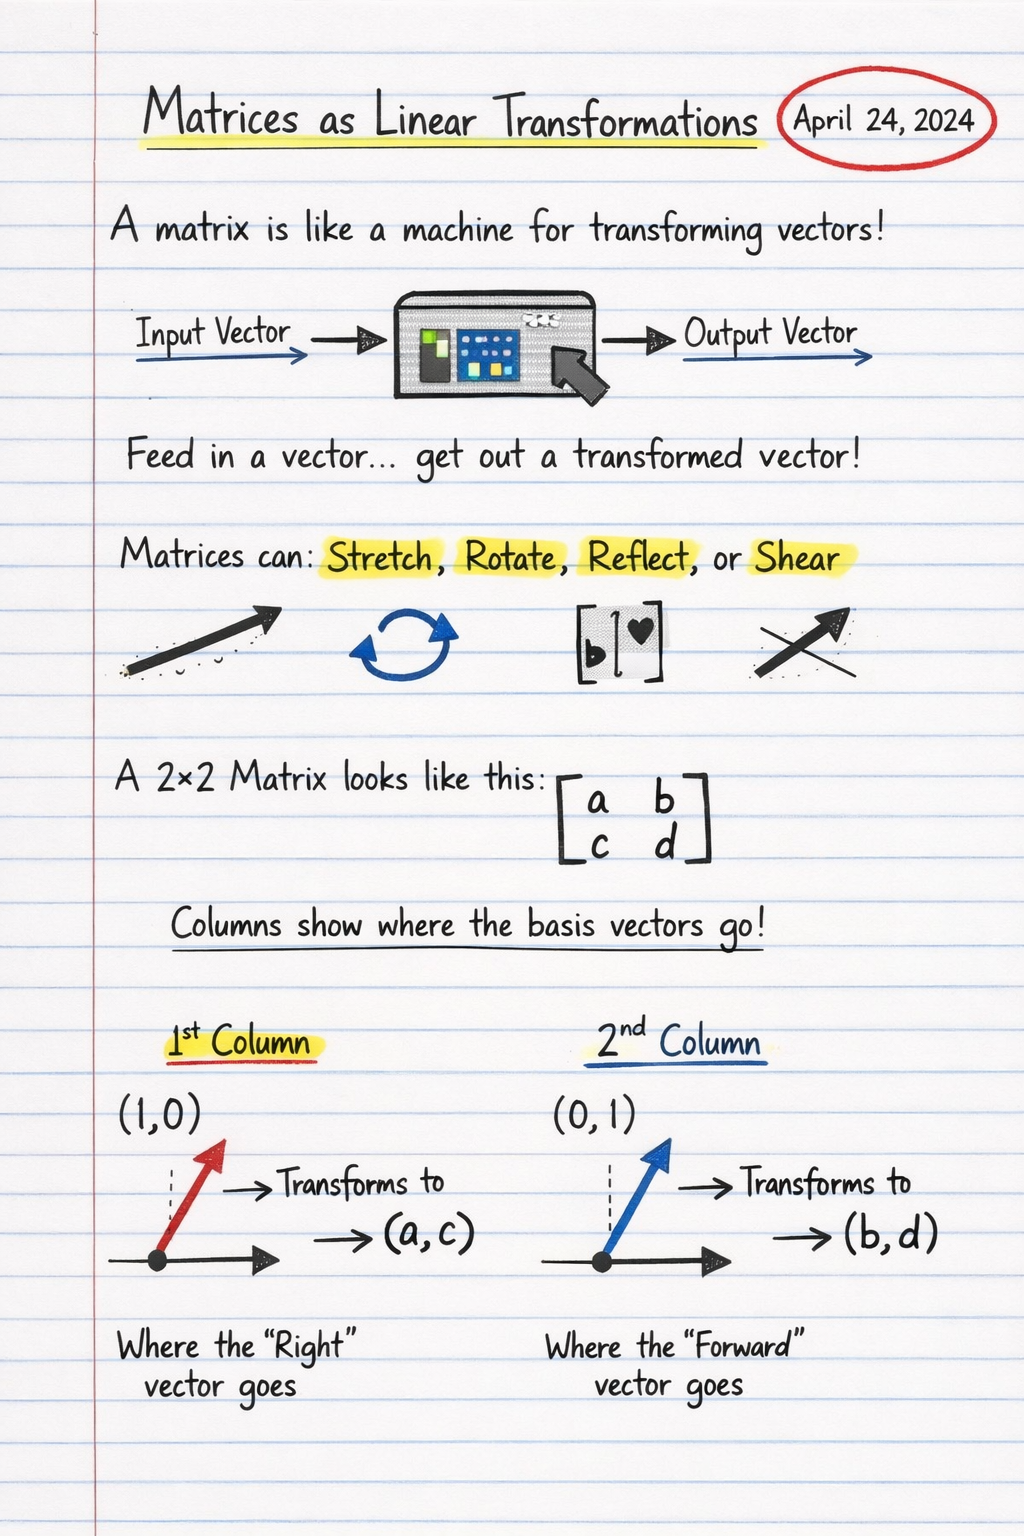 Matrices as Linear Transformations
April 24, 2024
A matrix is like a machine for transforming vectors!
Input Vector
Output Vector
Feed in a vector... get out a transformed vector!
Matrices can: Stretch, Rotate, Reflect, or Shear
b
A 2×2 Matrix looks like this:
a b
c d
Columns show where the basis vectors go!
1st Column
2nd Column
(1,0)
(0, 1)
Transforms to
(a, c)
Transforms to
(b, d)
Where the “Right”
vector goes
Where the “Forward”
vector goes